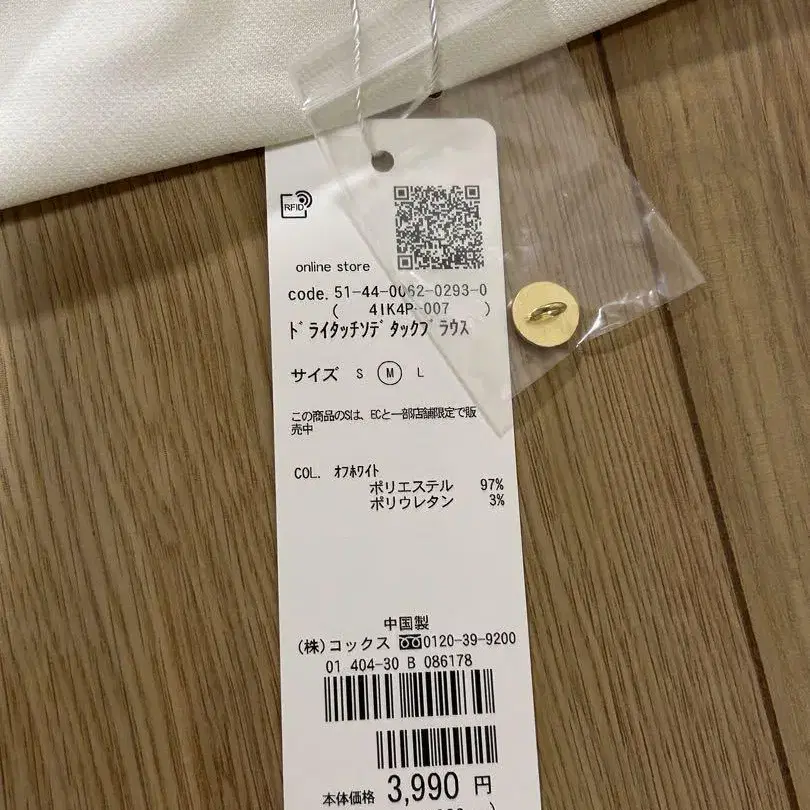 RFID
online store
code. 51-44-0062-0293-0
( 4IK4P-007 )
ﾄﾞﾗｲﾀｯﾁｿﾃﾞﾀｯｸﾌﾞﾗｳｽ
サイズ S M L
この商品のSは、ECと一部店舗限定で販
売中
COL. ｵﾌﾎﾜｲﾄ
ポリエステル 97%
ポリウレタン 3%
中国製
(株)コックス 0120-39-9200
01 404-30 B 086178
本体価格 3,990 円